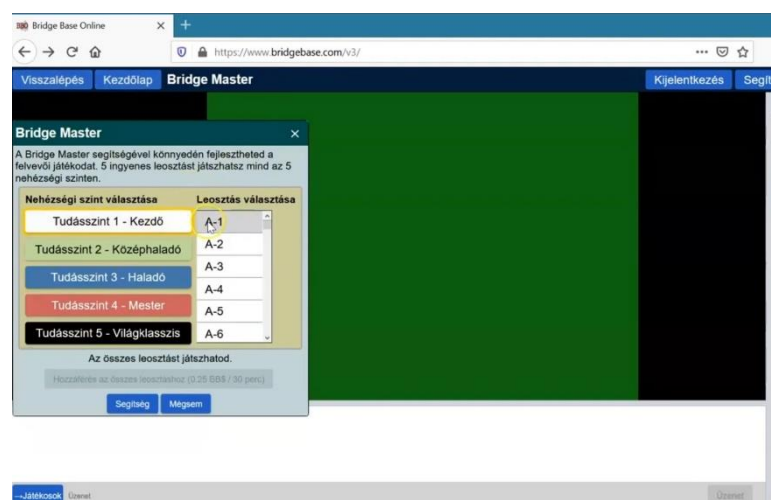 Bridge Base Online
https://www.bridgebase.com/v3/
Visszalépés Kezdőlap Bridge Master Kijelentkezés Segít
Bridge Master
A Bridge Master segítségével könnyedén fejlesztheted a
felvevői játékodat. 5 ingyenes leosztást játszhatsz mind az 5
nehézségi szinten.
Nehézségi szint választása Leosztás választása
Tudásszint 1 - Kezdő A-1
Tudásszint 2 - Középhaladó A-2
Tudásszint 3 - Haladó A-3
A-4
Tudásszint 4 - Mester A-5
Tudásszint 5 - Világklasszis A-6
Az összes leosztást játszhatod.
Hozzáférés az összes leosztáshoz (0.25 BB$ / 30 perc)
Segítség Mégsem
Játékosok Üzenet Üzenet